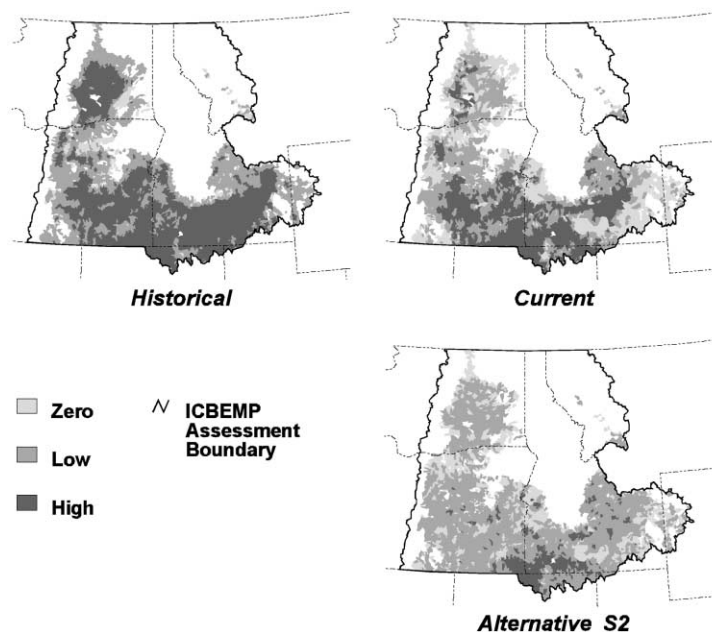 Historical
Current
Zero
Low
High
ICBEMP
Assessment
Boundary
Alternative S2